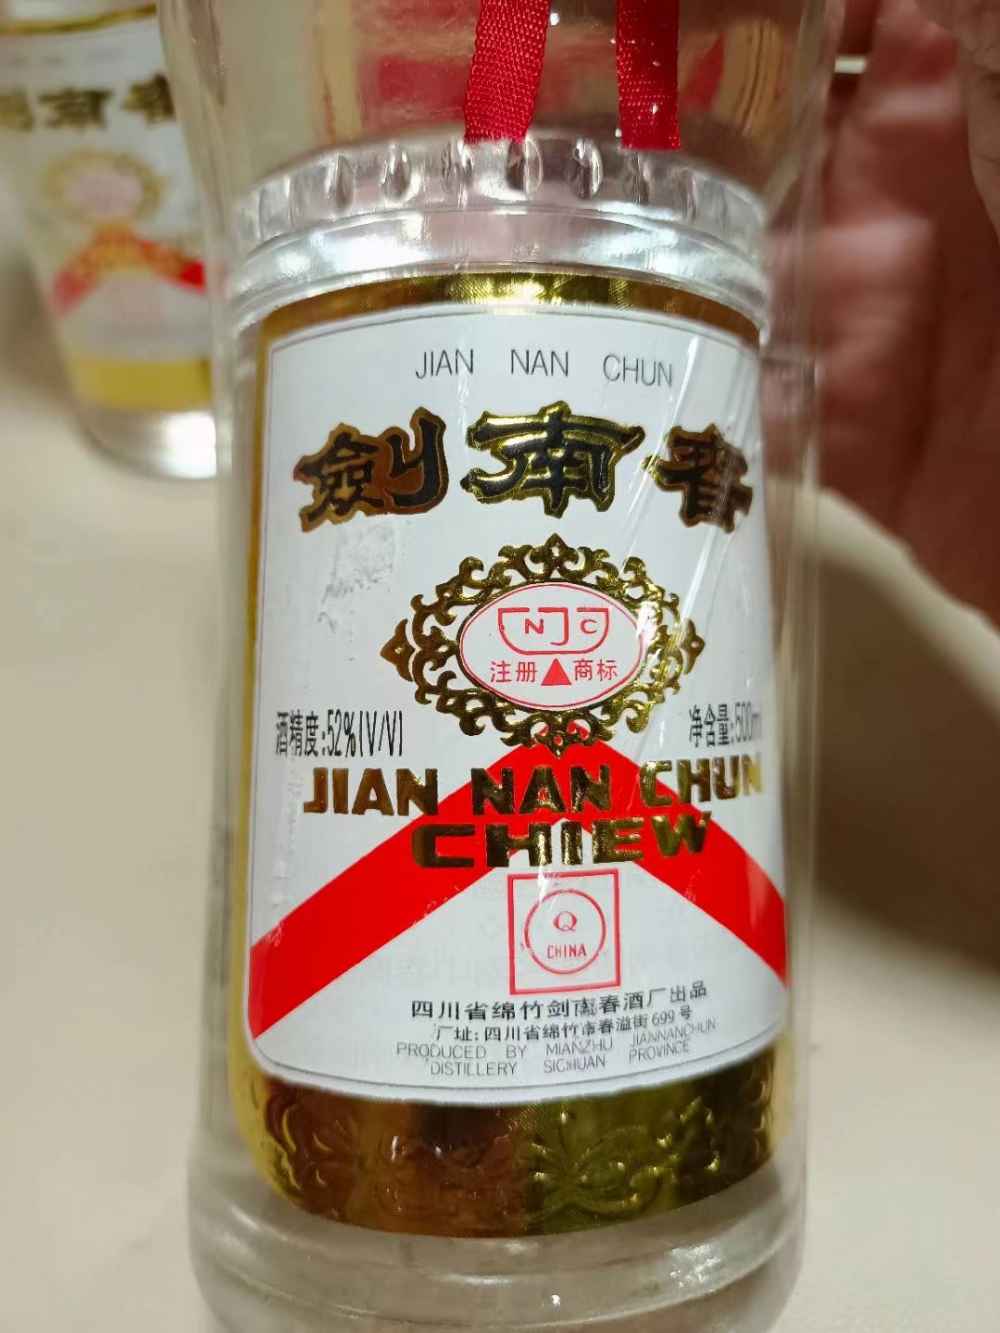 JIAN NAN CHUN
劍南春
NJC
注册 商标
酒精度:52%(V/V)
净含量:500ml
JIAN NAN CHUN
CHIEW
Q
CHINA
四川省绵竹剑南春酒厂出品
厂址:四川省绵竹市春溢街699号
PRODUCED BY MIANZHU JIANNANCHUN
DISTILLERY SICHUAN PROVINCE